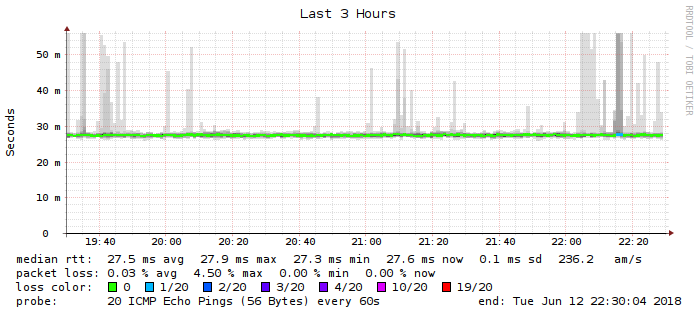 Last 3 Hours
RRDTOOL / TOBI OETIKER
Seconds
50 m
40 m
30 m
20 m
10 m
0
19:40 20:00 20:20 20:40 21:00 21:20 21:40 22:00 22:20
median rtt: 27.5 ms avg 27.9 ms max 27.3 ms min 27.6 ms now 0.1 ms sd 236.2 am/s
packet loss: 0.03 % avg 4.50 % max 0.00 % min 0.00 % now
loss color: 0 1/20 2/20 3/20 4/20 10/20 19/20
probe: 20 ICMP Echo Pings (56 Bytes) every 60s end: Tue Jun 12 22:30:04 2018